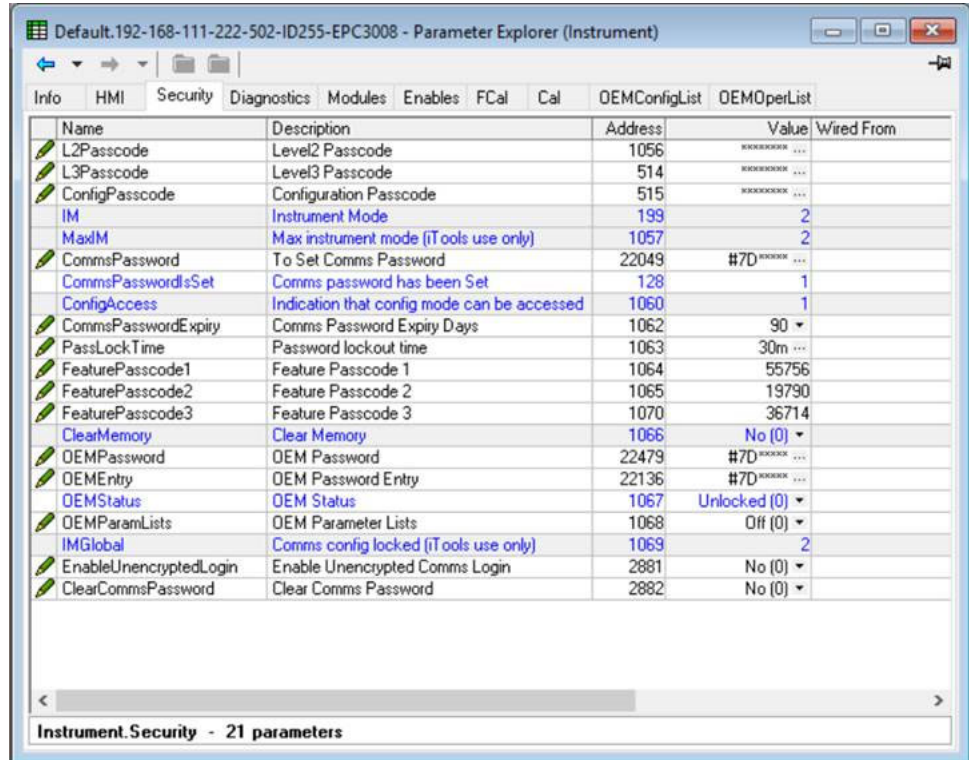 Default.192-168-111-222-502-ID255-EPC3008 - Parameter Explorer (Instrument)
Info HMI Security Diagnostics Modules Enables FCal Cal OEMConfigList OEMOperList
Name Description Address Value Wired From
L2Passcode Level2 Passcode 1056 ******** ...
L3Passcode Level3 Passcode 514 ******** ...
ConfigPasscode Configuration Passcode 515 ******** ...
IM Instrument Mode 199 2
MaxIM Max instrument mode (iTools use only) 1057 2
CommsPassword To Set Comms Password 22049 #7D***** ...
CommsPasswordIsSet Comms password has been Set 128 1
ConfigAccess Indication that config mode can be accessed 1060 1
CommsPasswordExpiry Comms Password Expiry Days 1062 90
PassLockTime Password lockout time 1063 30m ...
FeaturePasscode1 Feature Passcode 1 1064 55756
FeaturePasscode2 Feature Passcode 2 1065 19790
FeaturePasscode3 Feature Passcode 3 1070 36714
ClearMemory Clear Memory 1066 No (0)
OEMPassword OEM Password 22479 #7D***** ...
OEMEntry OEM Password Entry 22136 #7D***** ...
OEMStatus OEM Status 1067 Unlocked (0)
OEMParamLists OEM Parameter Lists 1068 Off (0)
IMGlobal Comms config locked (iTools use only) 1069 2
EnableUnencryptedLogin Enable Unencrypted Comms Login 2881 No (0)
ClearCommsPassword Clear Comms Password 2882 No (0)
Instrument.Security - 21 parameters